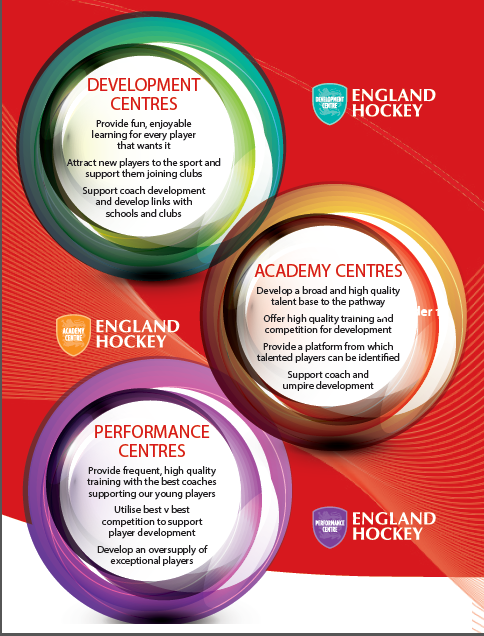 DEVELOPMENT
CENTRES
Provide fun, enjoyable
learning for every player
that wants it
Attract new players to the sport and
support them joining clubs
Support coach development
and develop links with
schools and clubs
DEVELOPMENT
CENTRE
ENGLAND
HOCKEY
ACADEMY CENTRES
Develop a broad and high quality
talent base to the pathway
Offer high quality training and
competition for development
Provide a platform from which
talented players can be identified
Support coach and
umpire development
ACADEMY
CENTRE
ENGLAND
HOCKEY
PERFORMANCE
CENTRES
Provide frequent, high quality
training with the best coaches
supporting our young players
Utilise best v best
competition to support
player development
Develop an oversupply of
exceptional players
PERFORMANCE
CENTRE
ENGLAND
HOCKEY